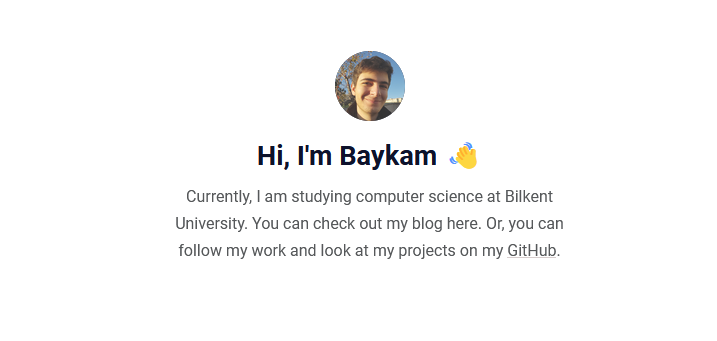 Hi, I'm Baykam 👋
Currently, I am studying computer science at Bilkent
University. You can check out my blog here. Or, you can
follow my work and look at my projects on my GitHub.